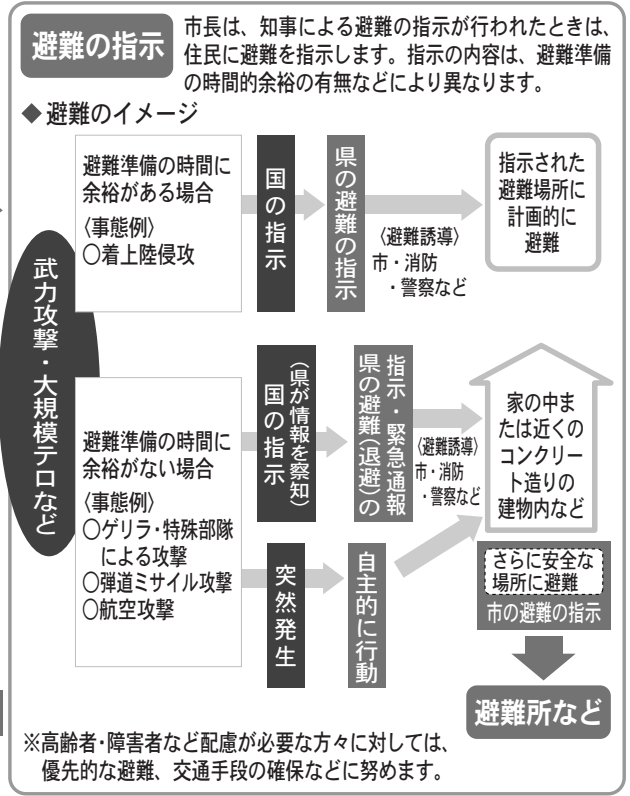 避難の指示
市長は、知事による避難の指示が行われたときは、
住民に避難を指示します。指示の内容は、避難準備
の時間的余裕の有無などにより異なります。
◆避難のイメージ
武力攻撃・大規模テロなど
避難準備の時間に
余裕がある場合
〈事態例〉
○着上陸侵攻
国の指示
県の避難の指示
〈避難誘導〉
市・消防
・警察など
指示された
避難場所に
計画的に
避難
避難準備の時間に
余裕がない場合
〈事態例〉
○ゲリラ・特殊部隊
による攻撃
○弾道ミサイル攻撃
○航空攻撃
（県が情報を察知）
国の指示
指示・緊急通報
県の避難（退避）の
〈避難誘導〉
市・消防
・警察など
家の中ま
たは近くの
コンクリー
ト造りの
建物内など
突然発生
自主的に行動
さらに安全な
場所に避難
市の避難の指示
避難所など
※高齢者・障害者など配慮が必要な方々に対しては、
優先的な避難、交通手段の確保などに努めます。